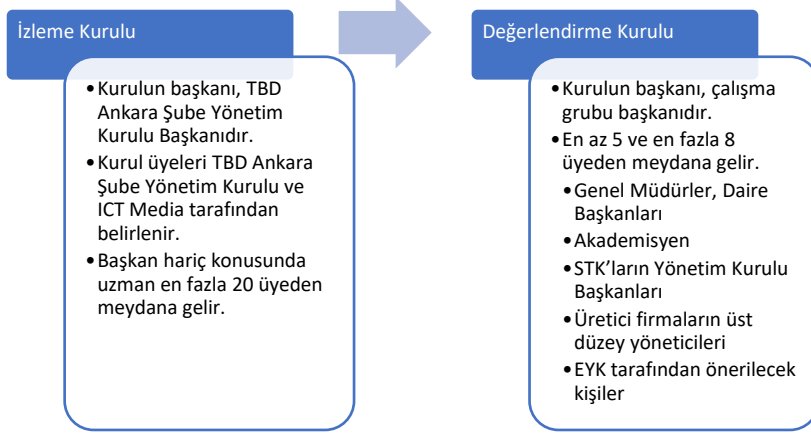 İzleme Kurulu
•Kurulun başkanı, TBD
Ankara Şube Yönetim
Kurulu Başkanıdır.
•Kurul üyeleri TBD Ankara
Şube Yönetim Kurulu ve
ICT Media tarafından
belirlenir.
•Başkan hariç konusunda
uzman en fazla 20 üyeden
meydana gelir.
Değerlendirme Kurulu
•Kurulun başkanı, çalışma
grubu başkanıdır.
•En az 5 ve en fazla 8
üyeden meydana gelir.
•Genel Müdürler, Daire
Başkanları
•Akademisyen
•STK’ların Yönetim Kurulu
Başkanları
•Üretici firmaların üst
düzey yöneticileri
•EYK tarafından önerilecek
kişiler